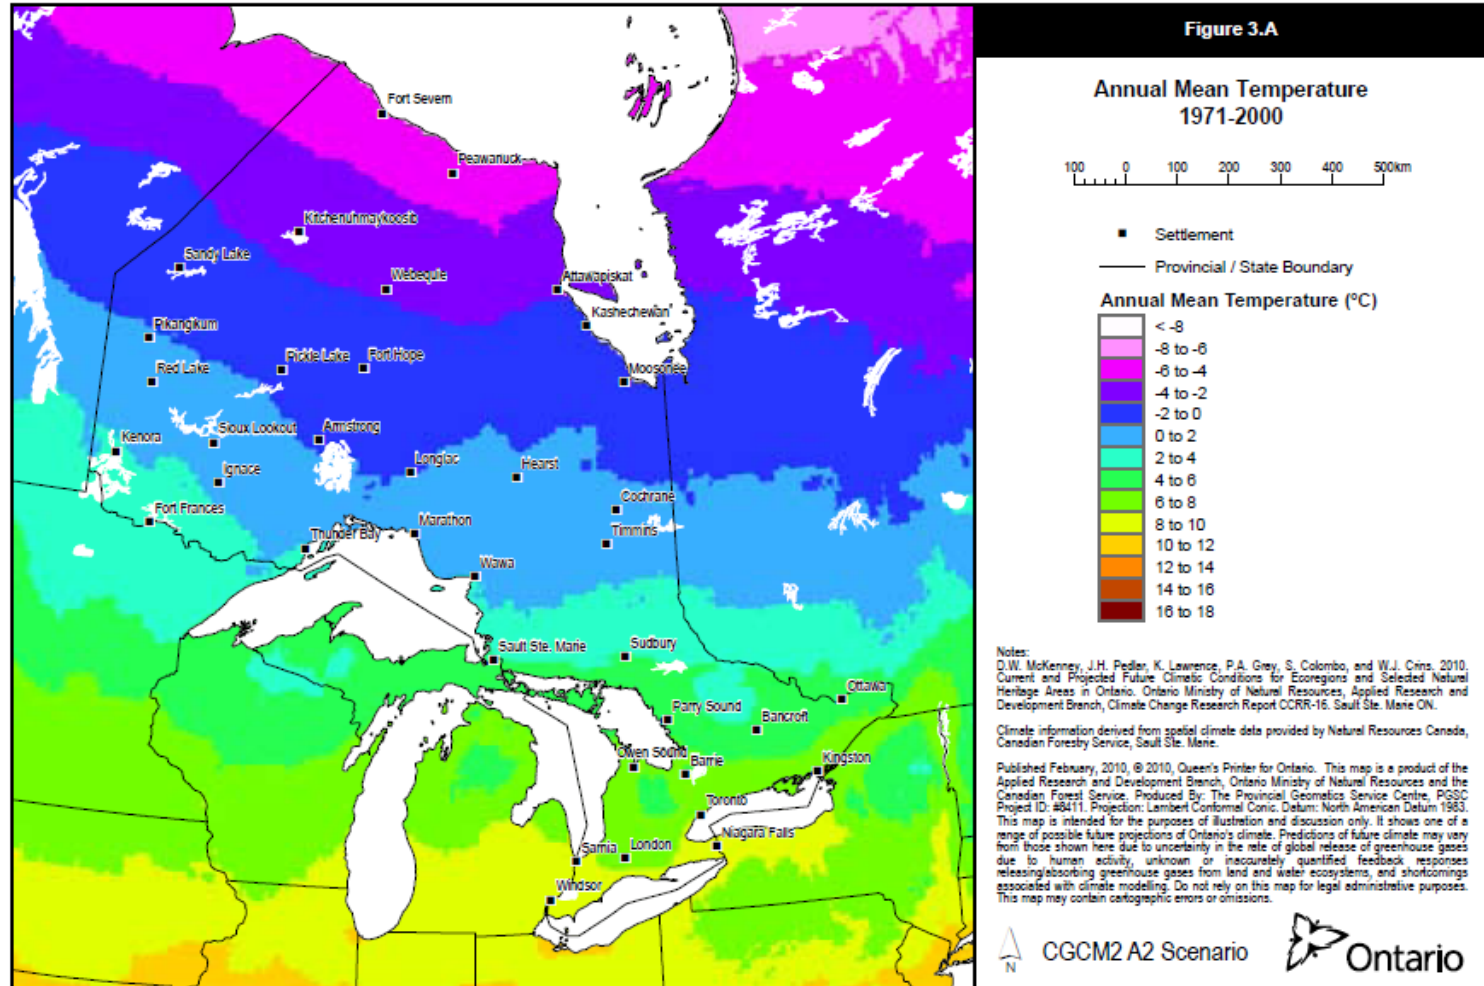 Figure 3.A
Annual Mean Temperature
1971-2000
100 0 100 200 300 400 500km
Settlement
Provincial / State Boundary
Annual Mean Temperature (ºC)
< -8
-8 to -6
-6 to -4
-4 to -2
-2 to 0
0 to 2
2 to 4
4 to 6
6 to 8
8 to 10
10 to 12
12 to 14
14 to 16
16 to 18
Notes:
D.W. McKenney, J.H. Pedlar, K. Lawrence, P.A. Gray, S. Colombo, and W.J. Crins. 2010.
Current and Projected Future Climatic Conditions for Ecoregions and Selected Natural
Heritage Areas in Ontario. Ontario Ministry of Natural Resources, Applied Research and
Development Branch, Climate Change Research Report CCRR-16. Sault Ste. Marie ON.
Climate information derived from spatial climate data provided by Natural Resources Canada,
Canadian Forestry Service, Sault Ste. Marie.
Published February, 2010, © 2010, Queen's Printer for Ontario. This map is a product of the
Applied Research and Development Branch, Ontario Ministry of Natural Resources and the
Canadian Forest Service. Produced By: The Provincial Geomatics Service Centre, PGSC
Project ID: #8411. Projection: Lambert Conformal Conic. Datum: North American Datum 1983.
This map is intended for the purposes of illustration and discussion only. It shows one of a
range of possible future projections of Ontario's climate. Predictions of future climate may vary
from those shown here due to uncertainty in the rate of global release of greenhouse gases
due to human activity, unknown or inaccurately quantified feedback responses
releasing/absorbing greenhouse gases from land and water ecosystems, and shortcomings
associated with climate modelling. Do not rely on this map for legal administrative purposes.
This map may contain cartographic errors or omissions.
N
CGCM2 A2 Scenario
Ontario
Fort Severn
Peawanuck
Kitchenuhmaykoosib
Sandy Lake
Webequie
Attawapiskat
Kashechewan
Pikangikum
Pickle Lake
Fort Hope
Red Lake
Moosonee
Kenora
Sioux Lookout
Armstrong
Longlac
Hearst
Ignace
Cochrane
Fort Frances
Marathon
Thunder Bay
Timmins
Wawa
Sault Ste. Marie
Sudbury
Ottawa
Parry Sound
Bancroft
Owen Sound
Barrie
Kingston
Toronto
Niagara Falls
Sarnia
London
Windsor